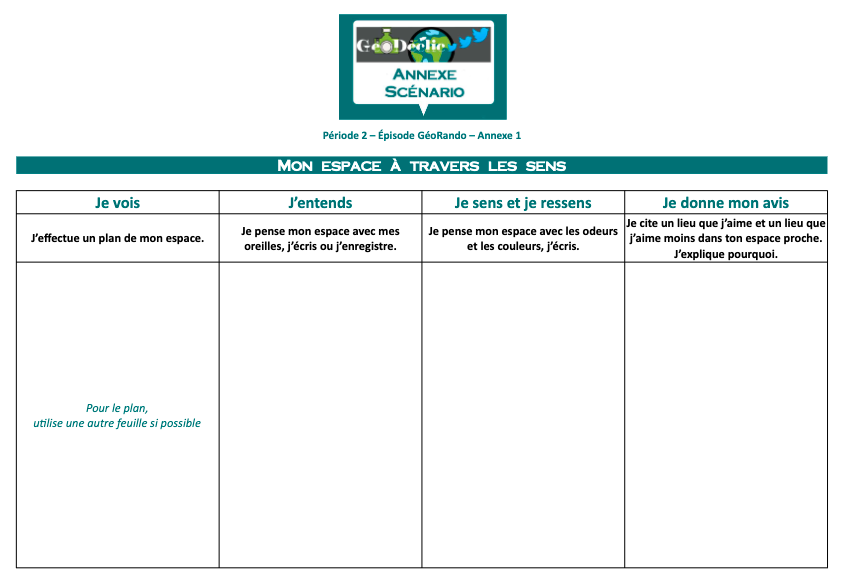 GéoDéclic
ANNEXE
SCÉNARIO
Période 2 – Épisode GéoRando – Annexe 1
MON ESPACE À TRAVERS LES SENS
Je vois
J'entends
Je sens et je ressens
Je donne mon avis
J'effectue un plan de mon espace.
Je pense mon espace avec mes
oreilles, j'écris ou j'enregistre.
Je pense mon espace avec les odeurs
et les couleurs, j'écris.
Je cite un lieu que j'aime et un lieu que
j'aime moins dans ton espace proche.
J'explique pourquoi.
Pour le plan,
utilise une autre feuille si possible